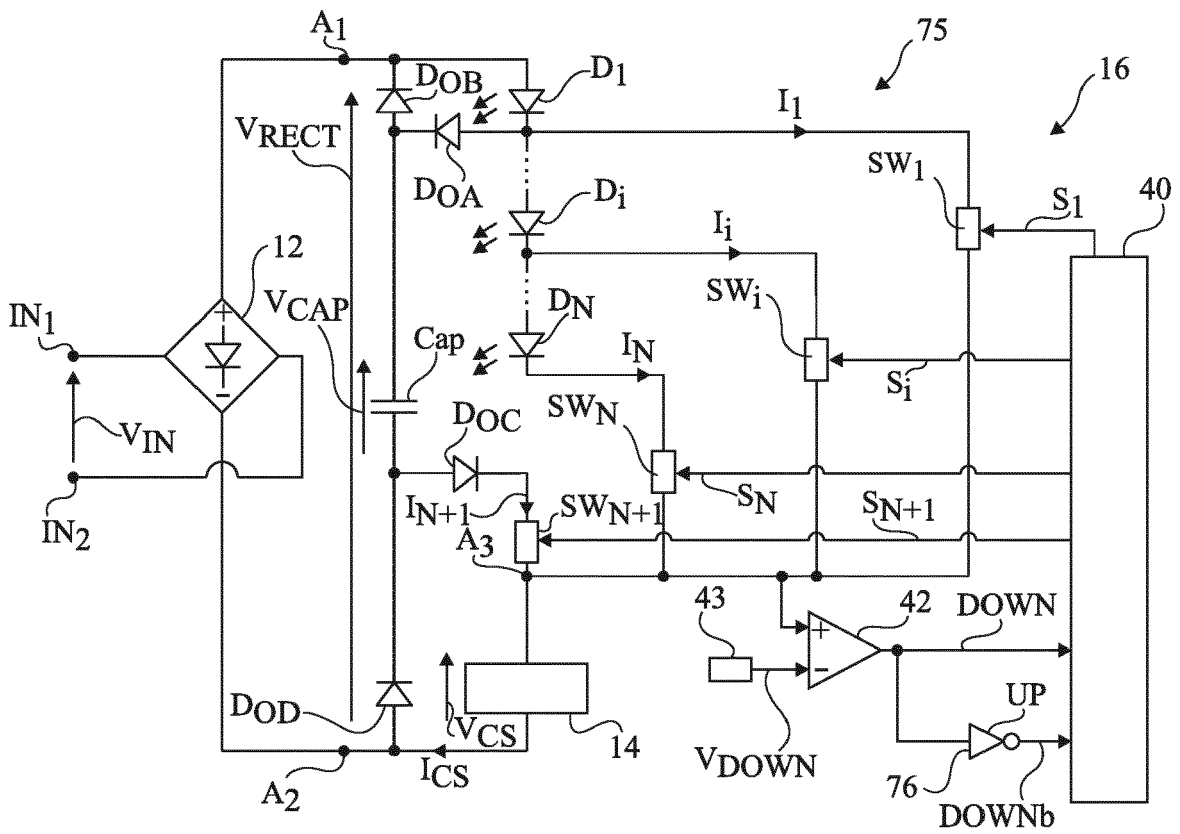 A1
75
DOB
D1
16
VRECT
I1
DOA
SW1
Di
S1
40
12
Ii
VCAP
SWi
DN
IN1
+
Cap
IN
Si
-
SWN
VIN
DOC
SN
IN+1
SWN+1
SN+1
IN2
A3
43
42
DOWN
+
-
DOD
UP
VCS
14
VDOWN
A2
ICS
76
DOWNb